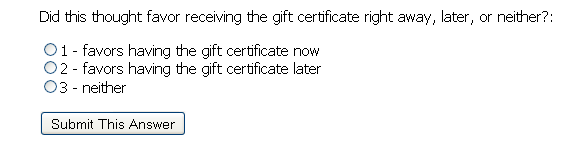 Did this thought favor receiving the gift certificate right away, later, or neither?:
1 - favors having the gift certificate now
2 - favors having the gift certificate later
3 - neither
Submit This Answer